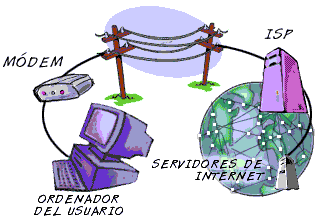 ISP
MÓDEM
SERVIDORES DE
INTERNET
ORDENADOR
DEL USUARIO